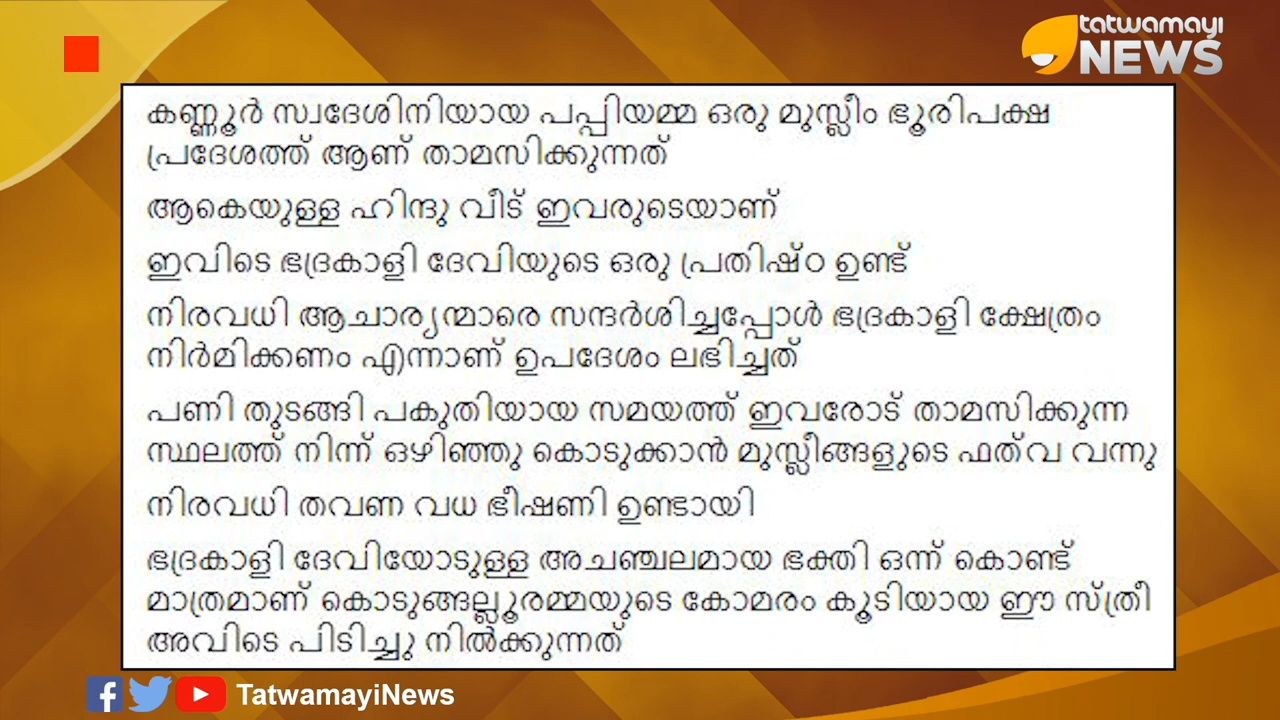 tatwamayi
NEWS
കണ്ണൂർ സ്വദേശിനിയായ പപ്പിയമ്മ ഒരു മുസ്ലീം ഭൂരിപക്ഷ
പ്രദേശത്ത് ആണ് താമസിക്കുന്നത്
ആകെയുള്ള ഹിന്ദു വീട് ഇവരുടെയാണ്
ഇവിടെ ഭദ്രകാളി ദേവിയുടെ ഒരു പ്രതിഷ്ഠ ഉണ്ട്
നിരവധി ആചാര്യന്മാരെ സന്ദർശിച്ചപ്പോൾ ഭദ്രകാളി ക്ഷേത്രം
നിർമിക്കണം എന്നാണ് ഉപദേശം ലഭിച്ചത്
പണി തുടങ്ങി പകുതിയായ സമയത്ത് ഇവരോട് താമസിക്കുന്ന
സ്ഥലത്ത് നിന്ന് ഒഴിഞ്ഞു കൊടുക്കാൻ മുസ്ലീങ്ങളുടെ ഫത്‌വ വന്നു
നിരവധി തവണ വധ ഭീഷണി ഉണ്ടായി
ഭദ്രകാളി ദേവിയോടുള്ള അചഞ്ചലമായ ഭക്തി ഒന്ന് കൊണ്ട്
മാത്രമാണ് കൊടുങ്ങല്ലൂരമ്മയുടെ കോമരം കൂടിയായ ഈ സ്ത്രീ
അവിടെ പിടിച്ചു നിൽക്കുന്നത്
TatwamayiNews